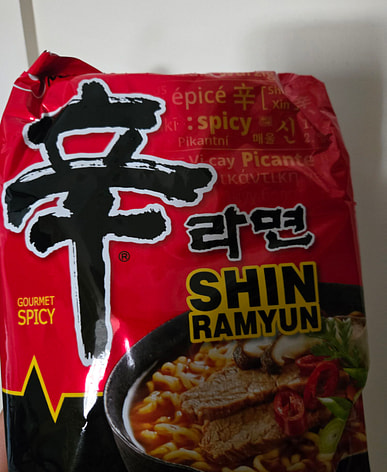 épicé 辛 [
: spicy 매울 신
Pikantní
Vị cay Picante
辛
®
라면
SHIN
RAMYUN
GOURMET
SPICY